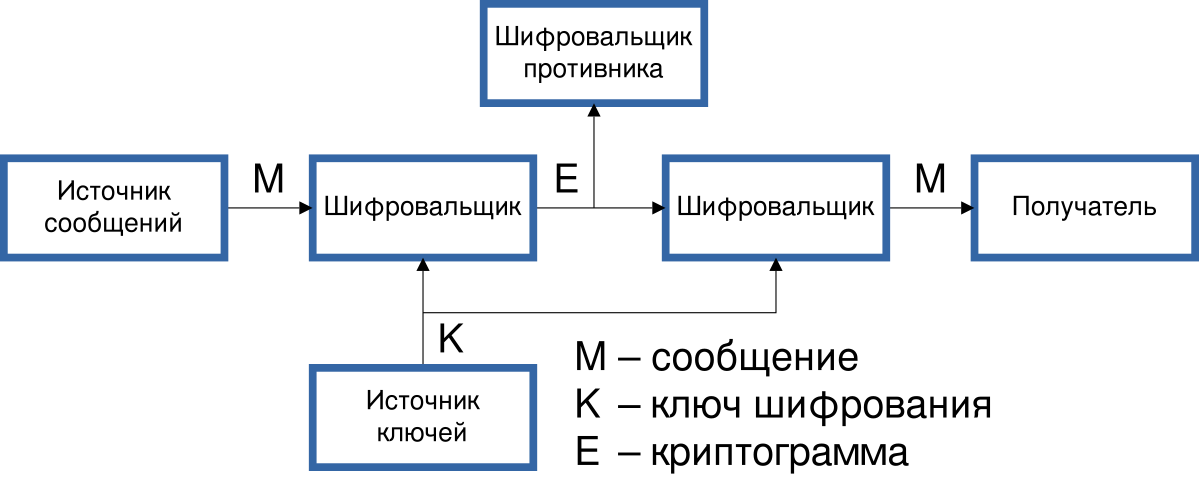 Шифровальщик
противника
Источник
сообщений
M
Шифровальщик
E
Шифровальщик
M
Получатель
K
Источник
ключей
M – сообщение
K – ключ шифрования
E – криптограмма